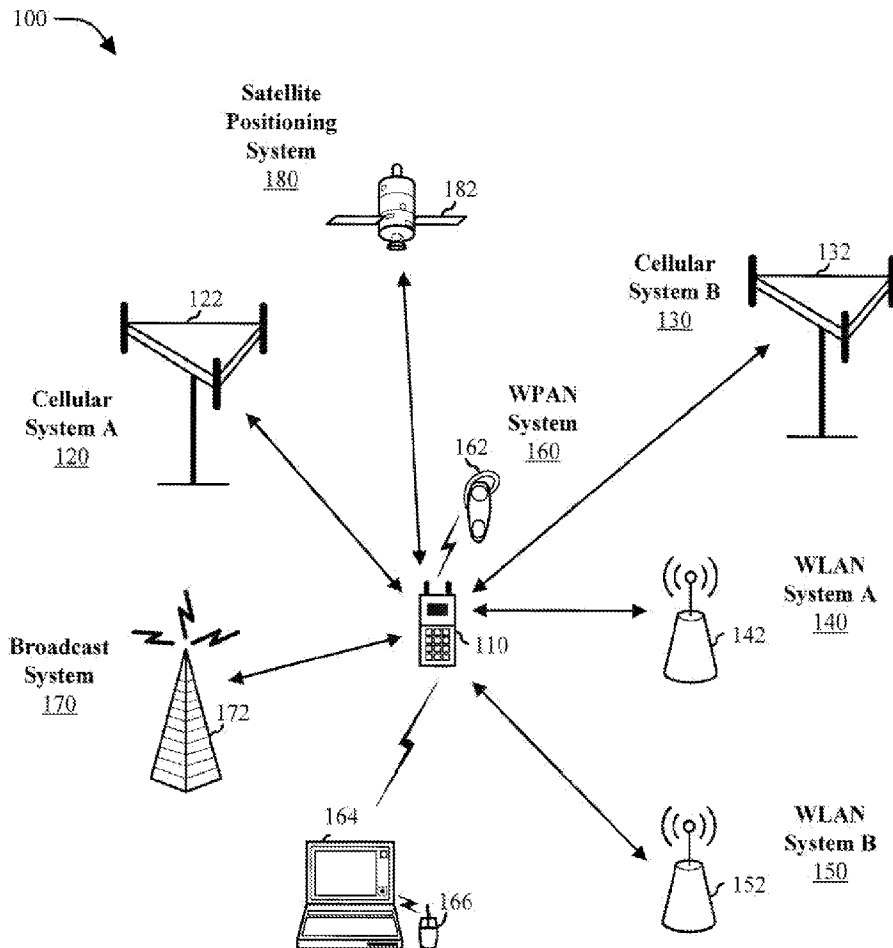 100
Satellite
Positioning
System
180
182
132
Cellular
System B
130
122
Cellular
System A
120
WPAN
System
160
162
WLAN
System A
140
142
110
Broadcast
System
170
172
WLAN
System B
150
152
164
166